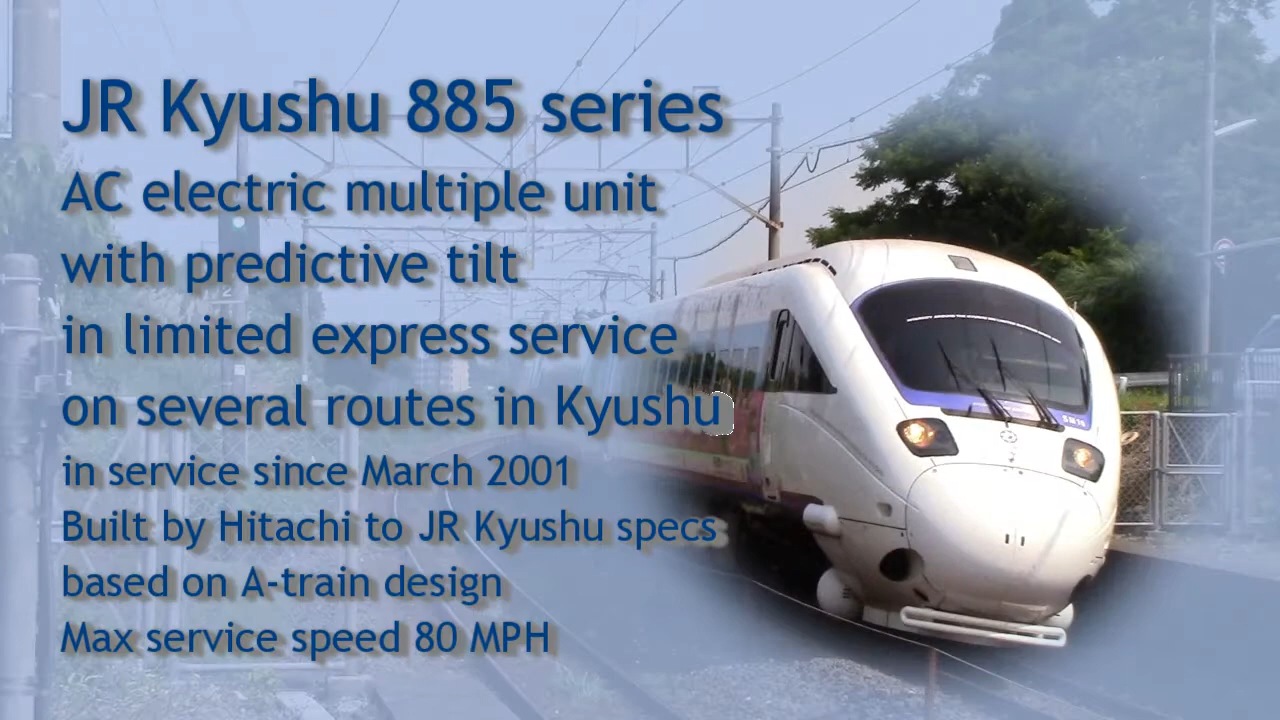 JR Kyushu 885 series
AC electric multiple unit
with predictive tilt
in limited express service
on several routes in Kyushu
in service since March 2001
Built by Hitachi to JR Kyushu specs
based on A-train design
Max service speed 80 MPH